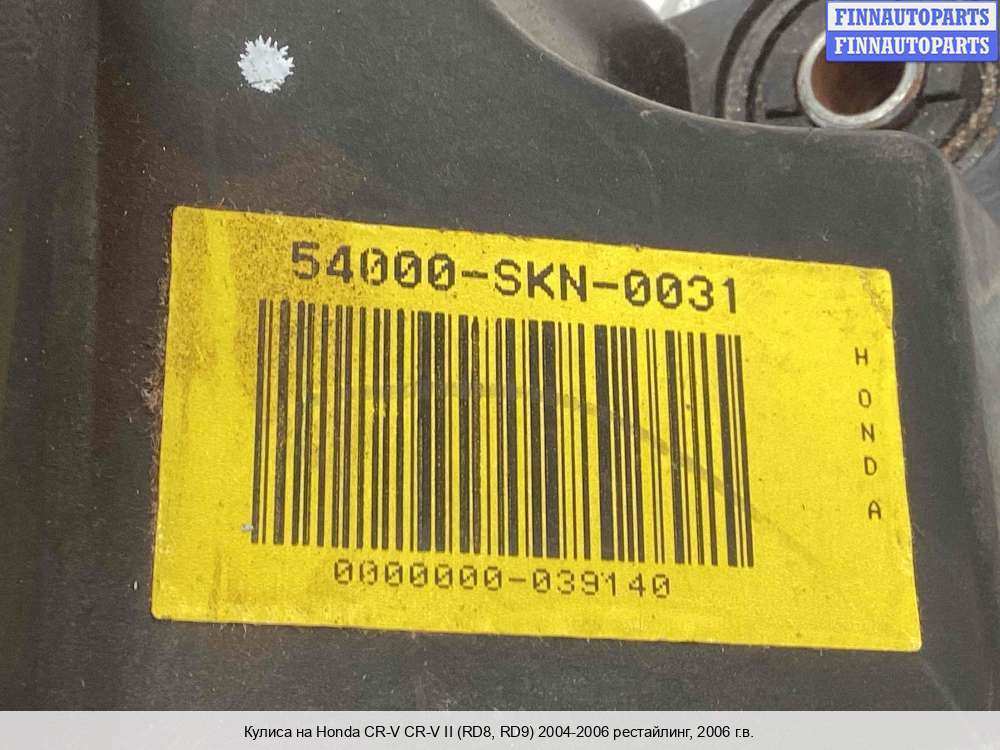 FINNAUTOPARTS
FINNAUTOPARTS
54000-SKN-0031
HONDA
0000000-039140
Кулиса на Honda CR-V CR-V II (RD8, RD9) 2004-2006 рестайлинг, 2006 г.в.